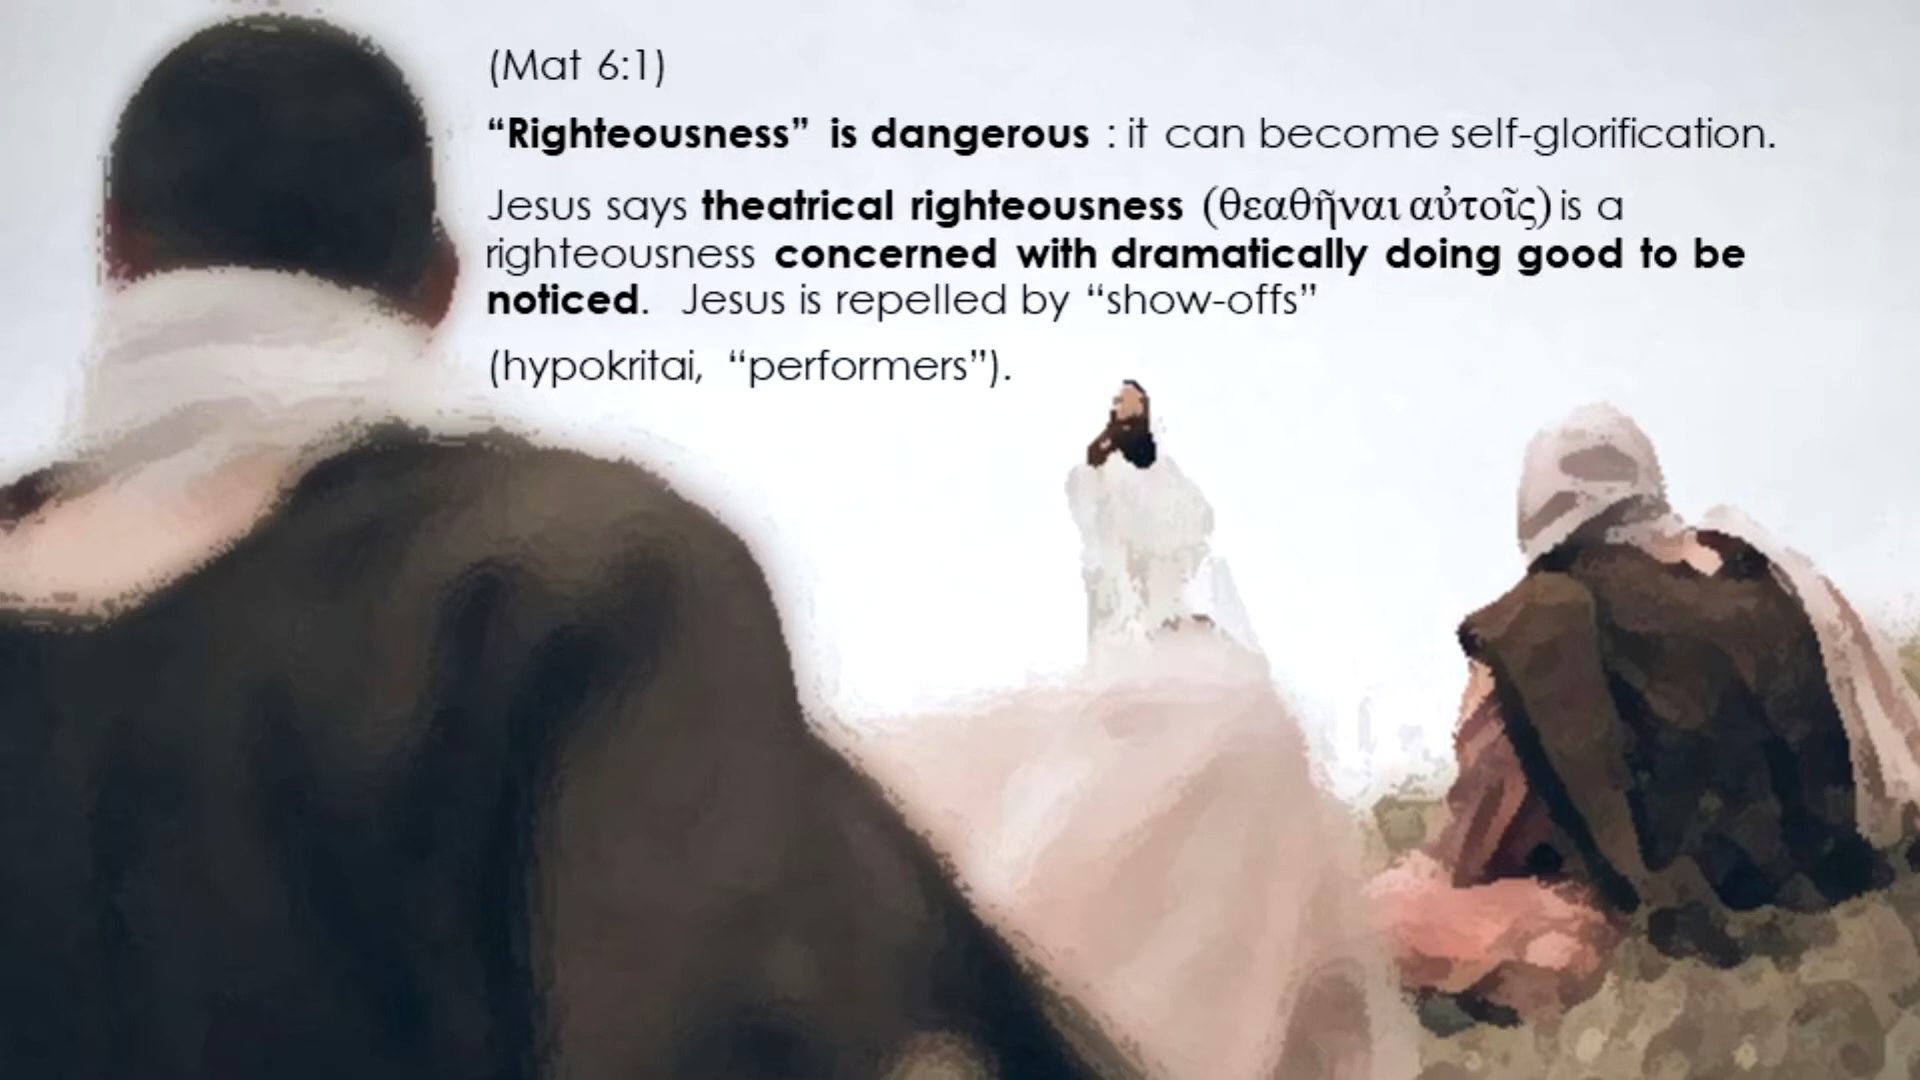 (Mat 6:1)
“Righteousness” is dangerous : it can become self-glorification.
Jesus says theatrical righteousness (θεαθῆναι αὐτοῖς) is a
righteousness concerned with dramatically doing good to be
noticed. Jesus is repelled by “show-offs”
(hypokritai, “performers”).